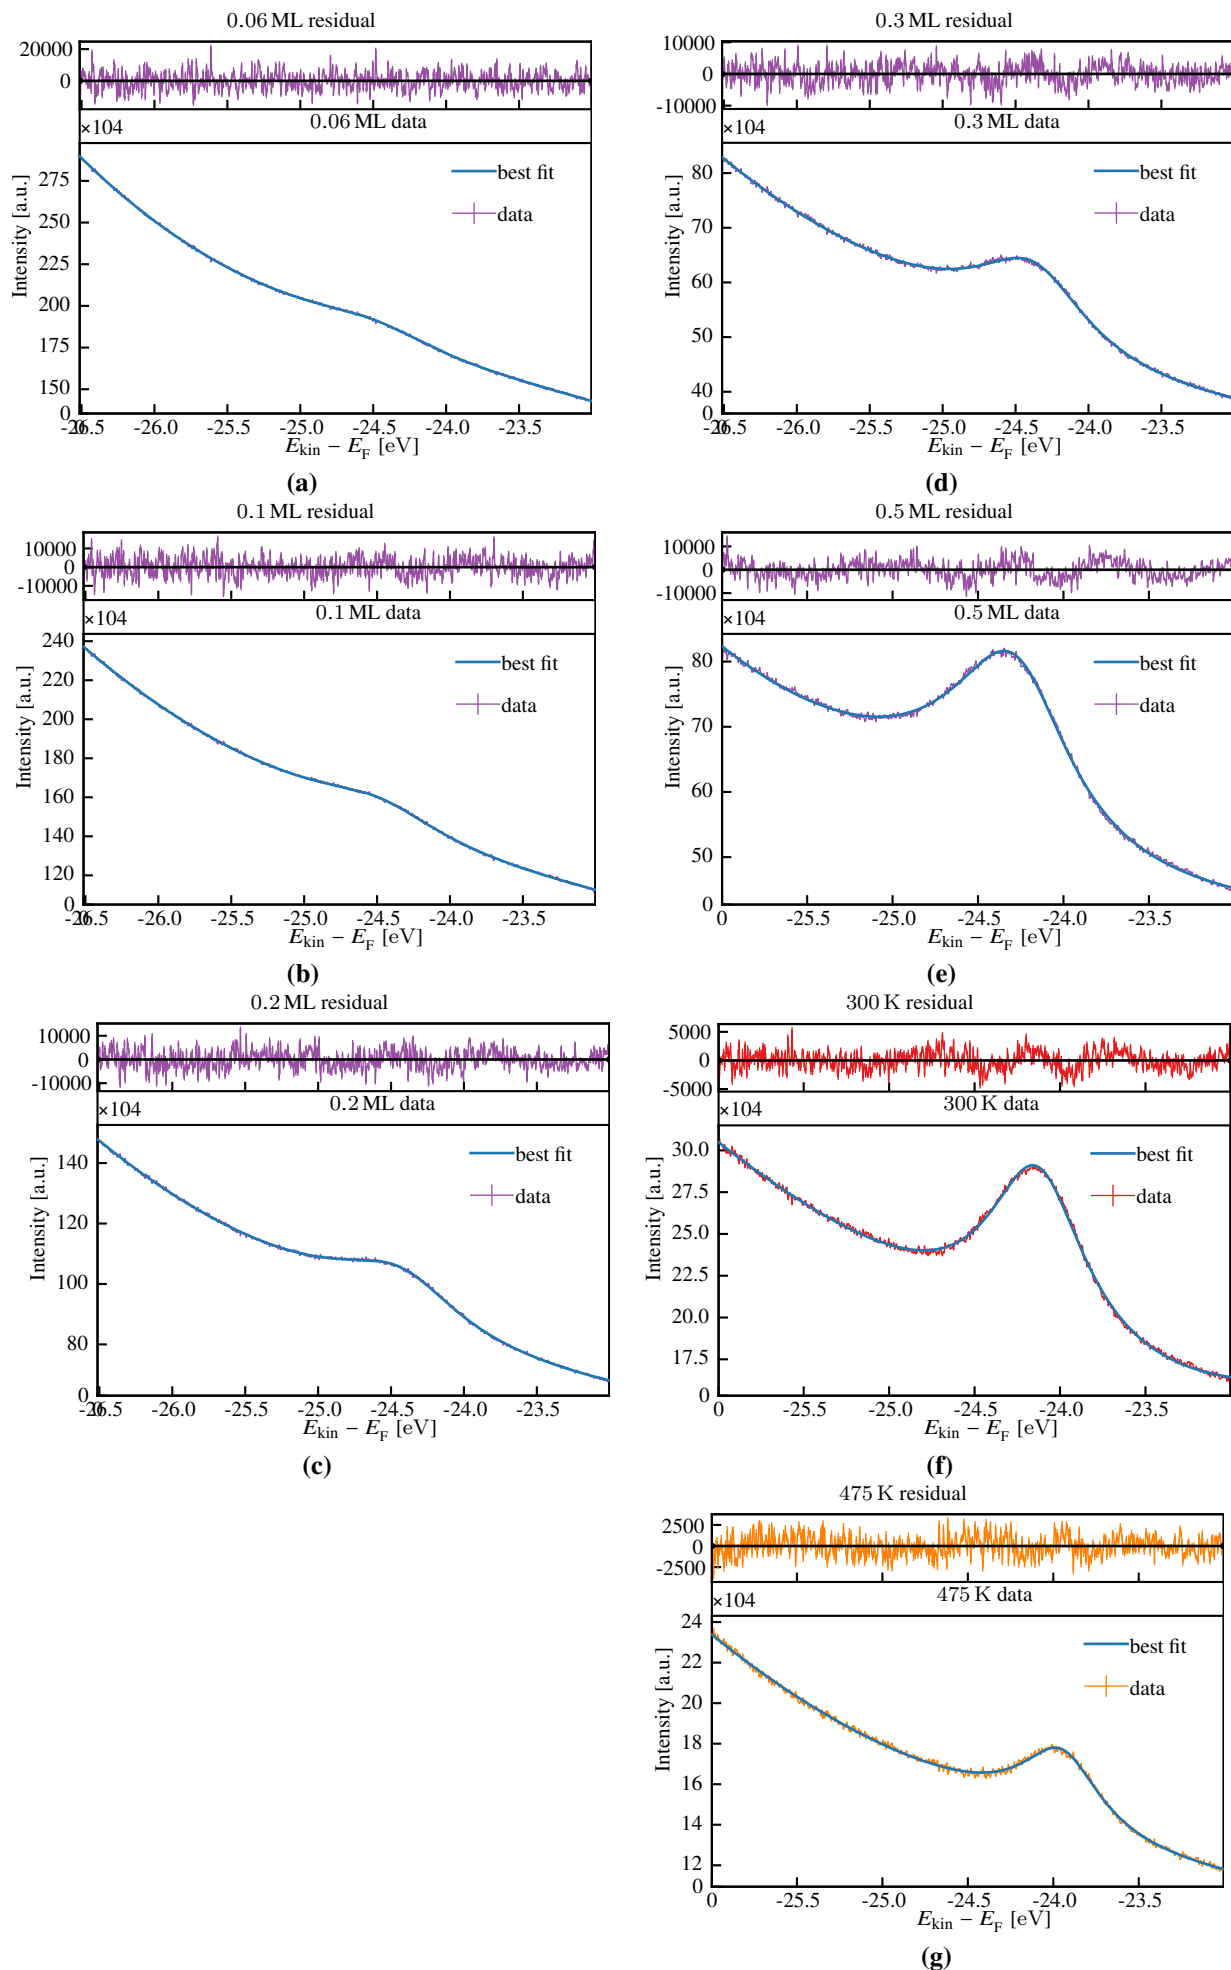 0.06 ML residual
20000
0
×104
0.06 ML data
275
250
225
200
175
150
0
Intensity [a.u.]
best fit
data
0
-26.5 -26.0 -25.5 -25.0 -24.5 -24.0 -23.5
Ekin − EF [eV]
(a)
0.1 ML residual
10000
0
-10000
×104
0.1 ML data
240
220
200
180
160
140
120
0
Intensity [a.u.]
best fit
data
0
-26.5 -26.0 -25.5 -25.0 -24.5 -24.0 -23.5
Ekin − EF [eV]
(b)
0.2 ML residual
10000
0
-10000
×104
0.2 ML data
140
120
100
80
0
Intensity [a.u.]
best fit
data
0
-26.5 -26.0 -25.5 -25.0 -24.5 -24.0 -23.5
Ekin − EF [eV]
(c)
0.3 ML residual
10000
0
-10000
×104
0.3 ML data
80
70
60
50
40
0
Intensity [a.u.]
best fit
data
0
-26.5 -26.0 -25.5 -25.0 -24.5 -24.0 -23.5
Ekin − EF [eV]
(d)
0.5 ML residual
10000
0
-10000
×104
0.5 ML data
80
70
60
50
0
Intensity [a.u.]
best fit
data
0 -25.5 -25.0 -24.5 -24.0 -23.5
Ekin − EF [eV]
(e)
300 K residual
5000
0
-5000
×104
300 K data
30.0
27.5
25.0
22.5
20.0
17.5
0
Intensity [a.u.]
best fit
data
0 -25.5 -25.0 -24.5 -24.0 -23.5
Ekin − EF [eV]
(f)
475 K residual
2500
0
-2500
×104
475 K data
24
22
20
18
16
14
12
0
Intensity [a.u.]
best fit
data
0 -25.5 -25.0 -24.5 -24.0 -23.5
Ekin − EF [eV]
(g)